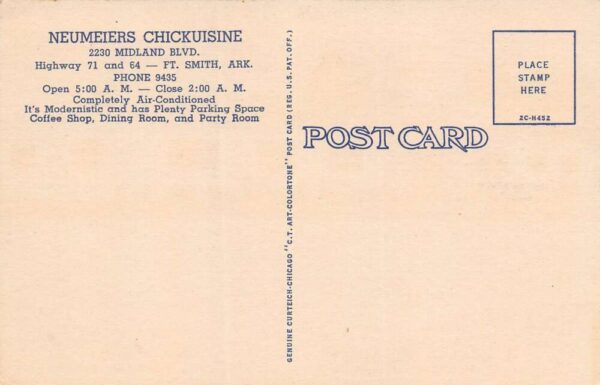 NEUMEIERS CHICKUISINE
2230 MIDLAND BLVD.
Highway 71 and 64 — FT. SMITH, ARK.
PHONE 9435
Open 5:00 A. M. — Close 2:00 A. M.
Completely Air-Conditioned
It's Modernistic and has Plenty Parking Space
Coffee Shop, Dining Room, and Party Room
GENUINE CURTEICH-CHICAGO "C.T. ART-COLORTONE" POST CARD (REG. U.S. PAT. OFF.)
POST CARD
PLACE
STAMP
HERE
2C-H452